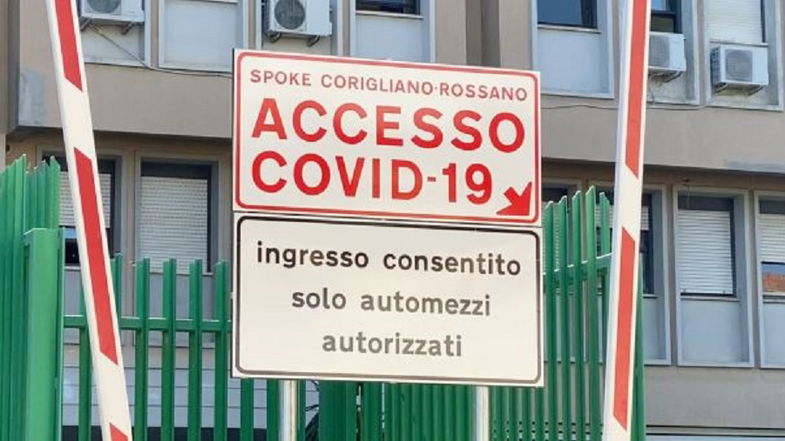 SPOKE CORIGLIANO-ROSSANO
ACCESSO
COVID-19
ingresso consentito
solo automezzi
autorizzati